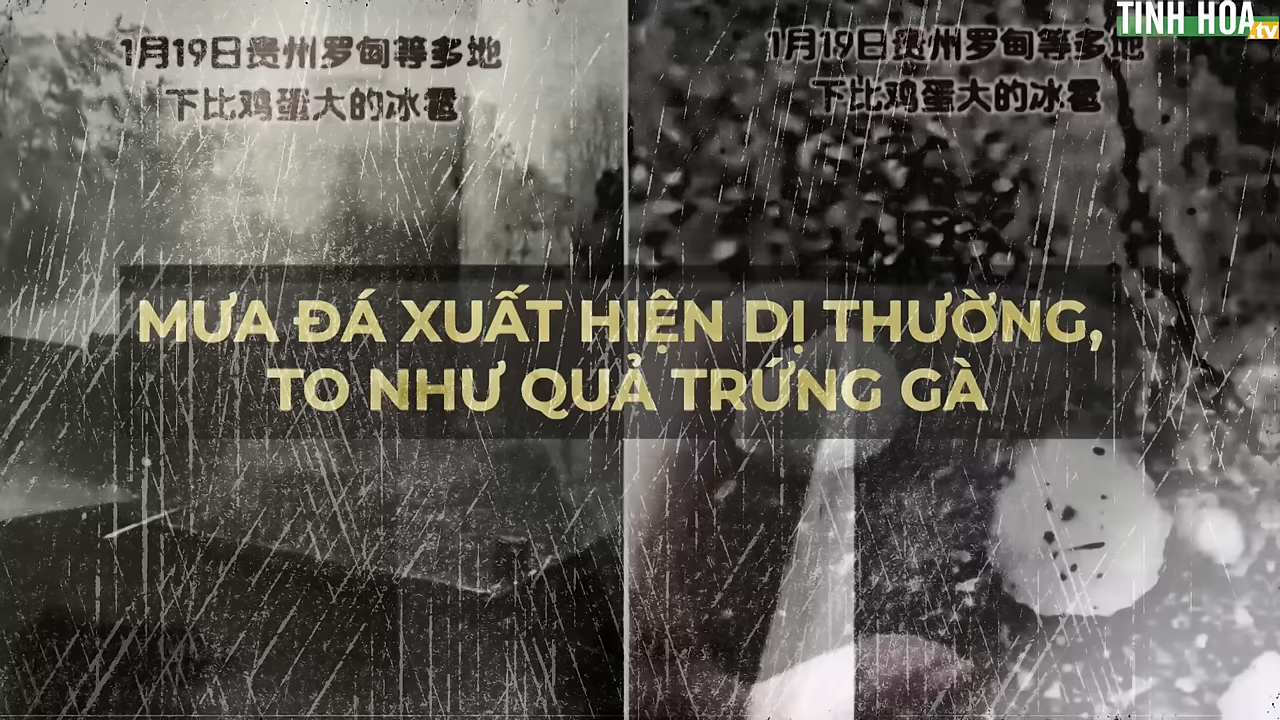 TINH HOA
.tv
1月19日贵州罗甸等多地
下比鸡蛋大的冰雹
1月19日贵州罗甸等多地
下比鸡蛋大的冰雹
MƯA ĐÁ XUẤT HIỆN DỊ THƯỜNG,
TO NHƯ QUẢ TRỨNG GÀ